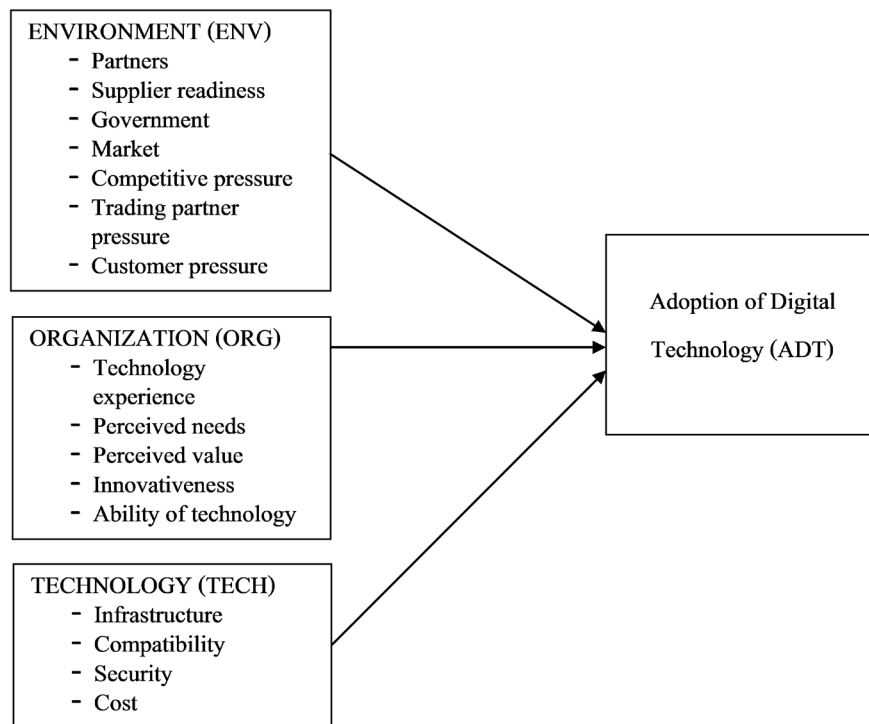 ENVIRONMENT (ENV)
- Partners
- Supplier readiness
- Government
- Market
- Competitive pressure
- Trading partner
pressure
- Customer pressure
ORGANIZATION (ORG)
- Technology
experience
- Perceived needs
- Perceived value
- Innovativeness
- Ability of technology
TECHNOLOGY (TECH)
- Infrastructure
- Compatibility
- Security
- Cost
Adoption of Digital
Technology (ADT)